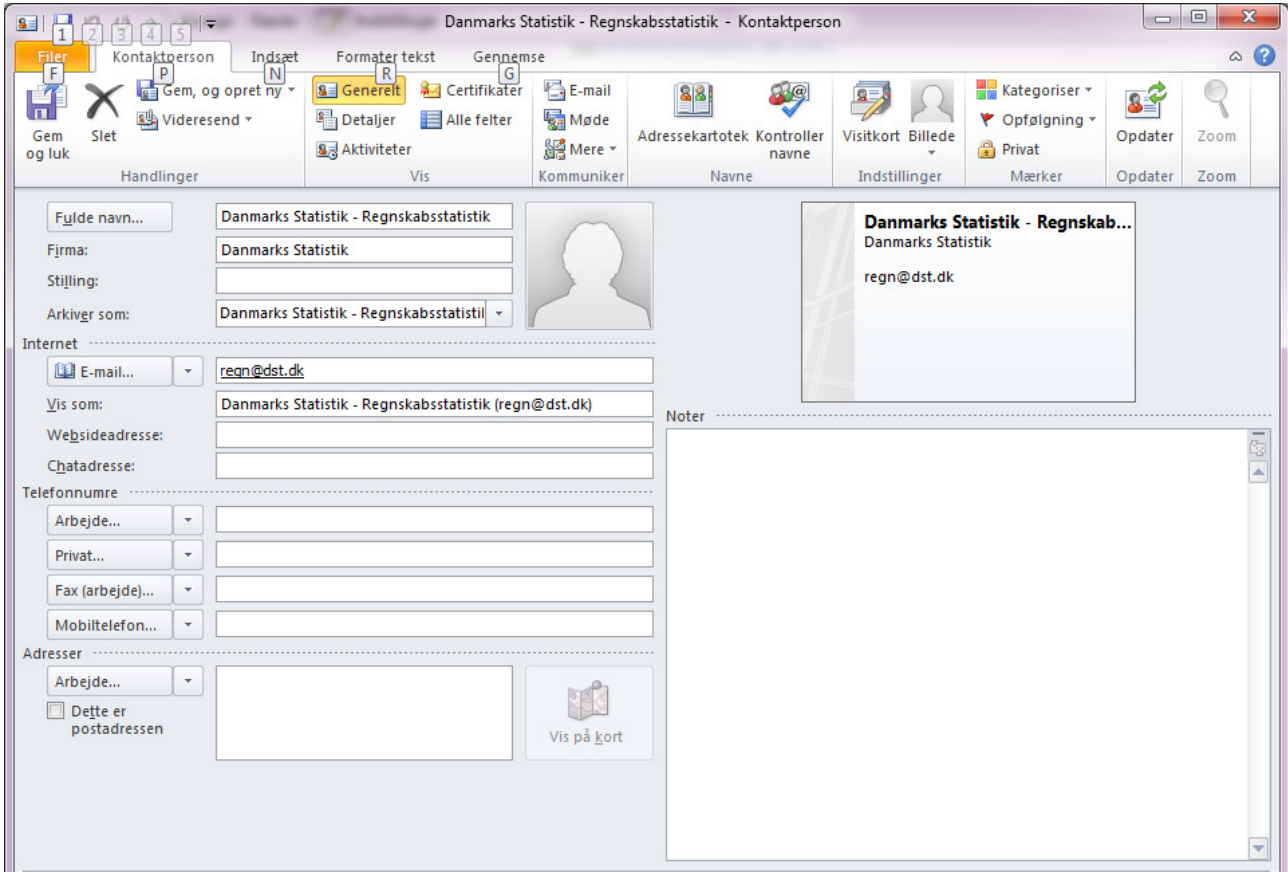 Danmarks Statistik - Regnskabsstatistik - Kontaktperson
1 2 3 4 5
Filer Kontaktperson Indsæt Formater tekst Gennemse
F P N R G
Gem og luk
Slet
Gem, og opret ny
Videresend
Handlinger
Generelt
Detaljer
Aktiviteter
Certifikater
Alle felter
Vis
E-mail
Møde
Mere
Kommuniker
Adressekartotek
Kontroller
navne
Navne
Visitkort
Billede
Indstillinger
Kategoriser
Opfølgning
Privat
Mærker
Opdater
Opdater
Zoom
Zoom
Fulde navn... Danmarks Statistik - Regnskabsstatistik
Firma: Danmarks Statistik
Stilling:
Arkiver som: Danmarks Statistik - Regnskabsstatistil
Internet
E-mail... regn@dst.dk
Vis som: Danmarks Statistik - Regnskabsstatistik (regn@dst.dk)
Websideadresse:
Chatadresse:
Telefonnumre
Arbejde...
Privat...
Fax (arbejde)...
Mobiltelefon...
Adresser
Arbejde...
Dette er
postadressen
Vis på kort
Danmarks Statistik - Regnskab...
Danmarks Statistik
regn@dst.dk
Noter